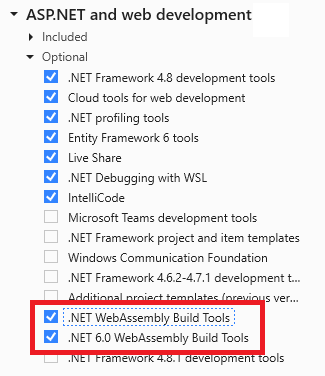 ASP.NET and web development
Included
Optional
.NET Framework 4.8 development tools
Cloud tools for web development
.NET profiling tools
Entity Framework 6 tools
Live Share
.NET Debugging with WSL
IntelliCode
Microsoft Teams development tools
.NET Framework project and item templates
Windows Communication Foundation
.NET Framework 4.6.2-4.7.1 development t...
Additional project templates (previous ver...
.NET WebAssembly Build Tools
.NET 6.0 WebAssembly Build Tools
.NET Framework 4.8.1 development tools